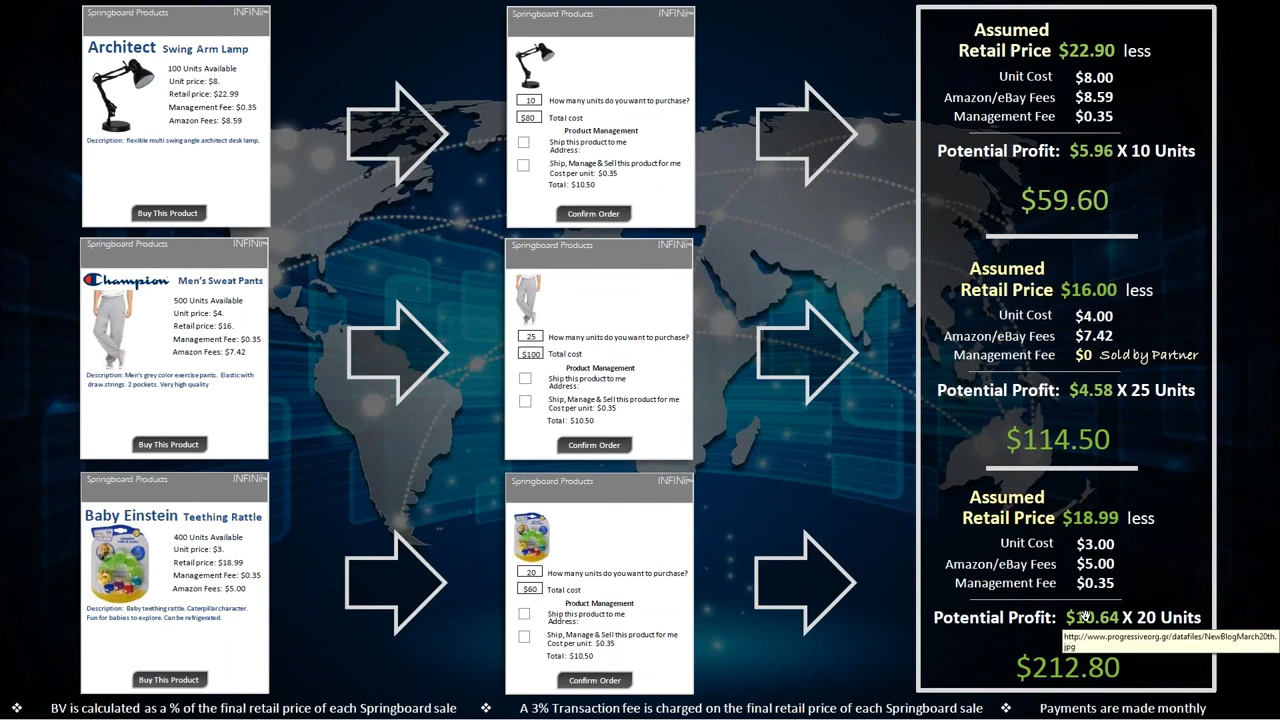 Springboard Products INFINii™
Architect Swing Arm Lamp
100 Units Available
Unit price: $8.
Retail price: $22.99
Management Fee: $0.35
Amazon Fees: $8.59
Description: flexible multi swing angle architect desk lamp.
Buy This Product
Springboard Products INFINii™
10 How many units do you want to purchase?
$80 Total cost
Product Management
Ship this product to me
Address:
Ship, Manage & Sell this product for me
Cost per unit: $0.35
Total: $10.50
Confirm Order
Assumed
Retail Price $22.90 less
Unit Cost $8.00
Amazon/eBay Fees $8.59
Management Fee $0.35
Potential Profit: $5.96 X 10 Units
$59.60
Springboard Products INFINii™
Champion Men's Sweat Pants
500 Units Available
Unit price: $4.
Retail price: $16.
Management Fee: $0.35
Amazon Fees: $7.42
Description: Men's grey color exercise pants. Elastic with
draw strings. 2 pockets. Very high quality
Buy This Product
Springboard Products INFINii™
25 How many units do you want to purchase?
$100 Total cost
Product Management
Ship this product to me
Address:
Ship, Manage & Sell this product for me
Cost per unit: $0.35
Total: $10.50
Confirm Order
Assumed
Retail Price $16.00 less
Unit Cost $4.00
Amazon/eBay Fees $7.42
Management Fee $0 Sold by Partner
Potential Profit: $4.58 X 25 Units
$114.50
Springboard Products INFINii™
Baby Einstein Teething Rattle
400 Units Available
Unit price: $3.
Retail price: $18.99
Management Fee: $0.35
Amazon Fees: $5.00
Description: Baby teething rattle. Caterpillar character.
Fun for babies to explore. Can be refrigerated.
Buy This Product
Springboard Products INFINii™
20 How many units do you want to purchase?
$60 Total cost
Product Management
Ship this product to me
Address:
Ship, Manage & Sell this product for me
Cost per unit: $0.35
Total: $10.50
Confirm Order
Assumed
Retail Price $18.99 less
Unit Cost $3.00
Amazon/eBay Fees $5.00
Management Fee $0.35
Potential Profit: $10.64 X 20 Units
http://www.progressiveorg.gr/datafiles/NewBlogMarch20th.
jpg
$212.80
❖ BV is calculated as a % of the final retail price of each Springboard sale ❖ A 3% Transaction fee is charged on the final retail price of each Springboard sale ❖ Payments are made monthly